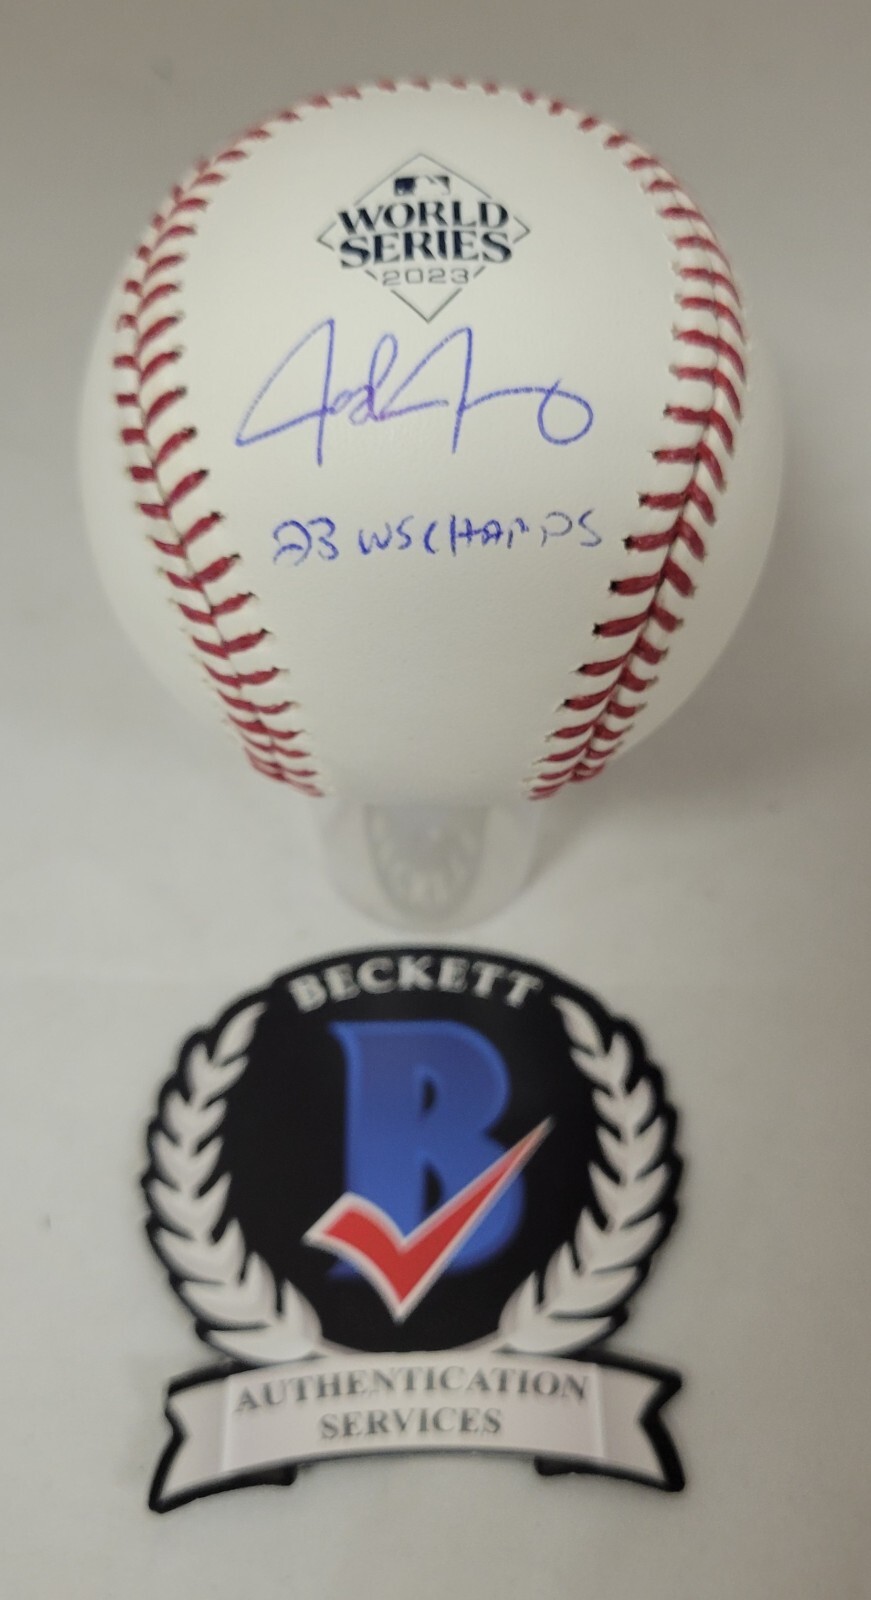 WORLD
SERIES
2023
23 WS CHAMPS
BECKETT
B
AUTHENTICATION
SERVICES